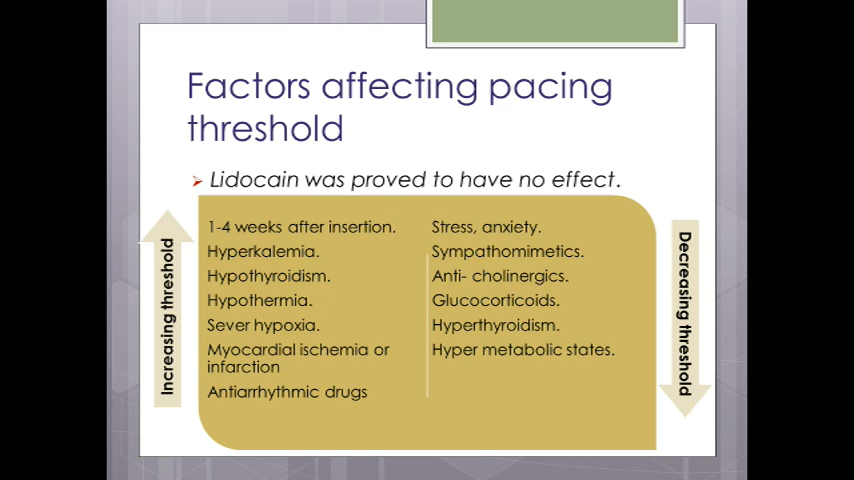 Factors affecting pacing
threshold
Lidocain was proved to have no effect.
Increasing threshold
1-4 weeks after insertion.
Hyperkalemia.
Hypothyroidism.
Hypothermia.
Sever hypoxia.
Myocardial ischemia or
infarction
Antiarrhythmic drugs
Stress, anxiety.
Sympathomimetics.
Anti- cholinergics.
Glucocorticoids.
Hyperthyroidism.
Hyper metabolic states.
Decreasing threshold